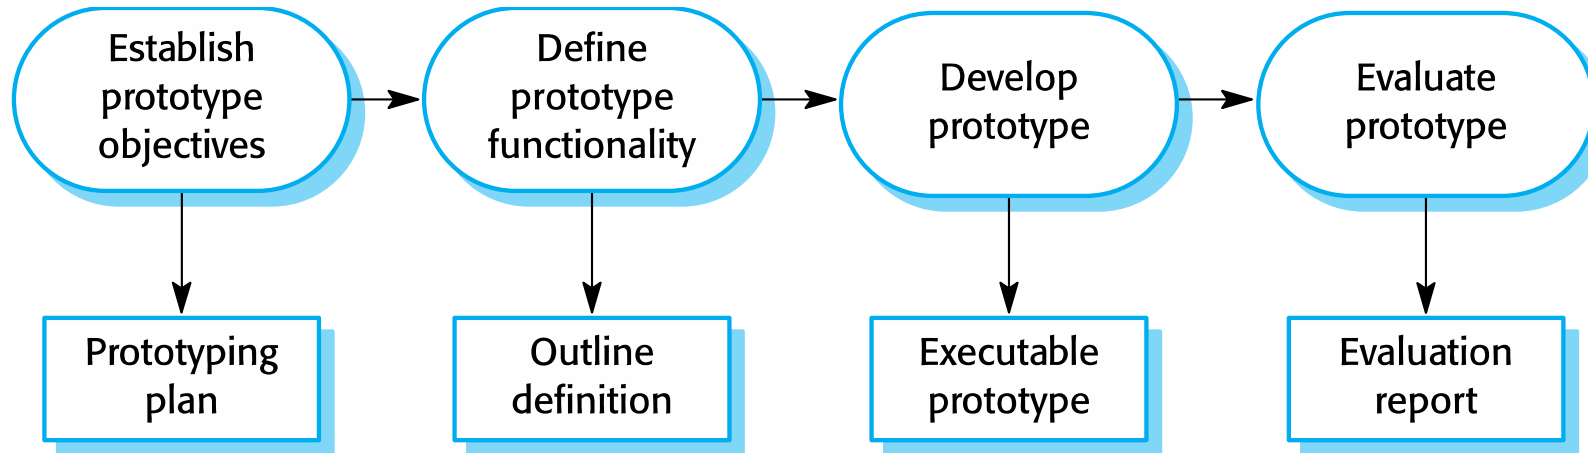 Establish
prototype
objectives
Define
prototype
functionality
Develop
prototype
Evaluate
prototype
Prototyping
plan
Outline
definition
Executable
prototype
Evaluation
report